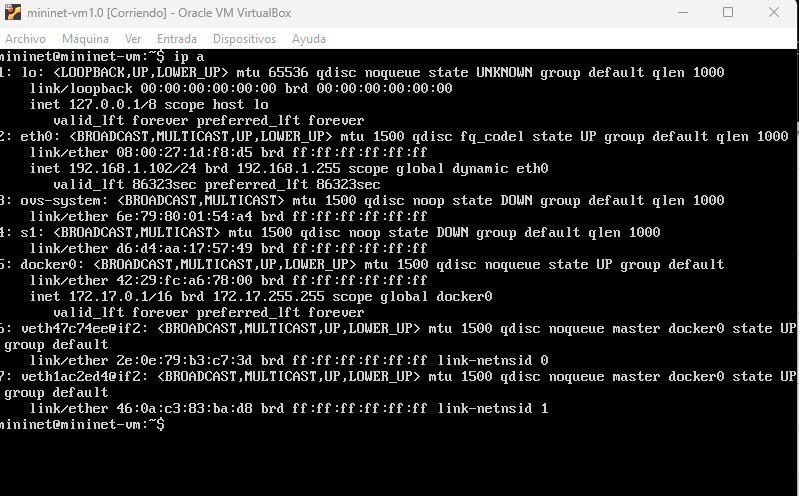 mininet-vm1.0 [Corriendo] - Oracle VM VirtualBox
Archivo Máquina Ver Entrada Dispositivos Ayuda
mininet@mininet-vm:~$ ip a
1: lo: <LOOPBACK,UP,LOWER_UP> mtu 65536 qdisc noqueue state UNKNOWN group default qlen 1000
link/loopback 00:00:00:00:00:00 brd 00:00:00:00:00:00
inet 127.0.0.1/8 scope host lo
valid_lft forever preferred_lft forever
2: eth0: <BROADCAST,MULTICAST,UP,LOWER_UP> mtu 1500 qdisc fq_codel state UP group default qlen 1000
link/ether 08:00:27:1d:f8:d5 brd ff:ff:ff:ff:ff:ff
inet 192.168.1.102/24 brd 192.168.1.255 scope global dynamic eth0
valid_lft 86323sec preferred_lft 86323sec
3: ovs-system: <BROADCAST,MULTICAST> mtu 1500 qdisc noop state DOWN group default qlen 1000
link/ether 6e:79:80:01:54:a4 brd ff:ff:ff:ff:ff:ff
4: s1: <BROADCAST,MULTICAST> mtu 1500 qdisc noop state DOWN group default qlen 1000
link/ether d6:d4:aa:17:57:49 brd ff:ff:ff:ff:ff:ff
5: docker0: <BROADCAST,MULTICAST,UP,LOWER_UP> mtu 1500 qdisc noqueue state UP group default
link/ether 42:29:fc:a6:78:00 brd ff:ff:ff:ff:ff:ff
inet 172.17.0.1/16 brd 172.17.255.255 scope global docker0
valid_lft forever preferred_lft forever
6: veth47c74ee@if2: <BROADCAST,MULTICAST,UP,LOWER_UP> mtu 1500 qdisc noqueue master docker0 state UP
group default
link/ether 2e:0e:79:b3:c7:3d brd ff:ff:ff:ff:ff:ff link-netnsid 0
7: veth1ac2ed4@if2: <BROADCAST,MULTICAST,UP,LOWER_UP> mtu 1500 qdisc noqueue master docker0 state UP
group default
link/ether 46:0a:c3:83:ba:d8 brd ff:ff:ff:ff:ff:ff link-netnsid 1
mininet@mininet-vm:~$